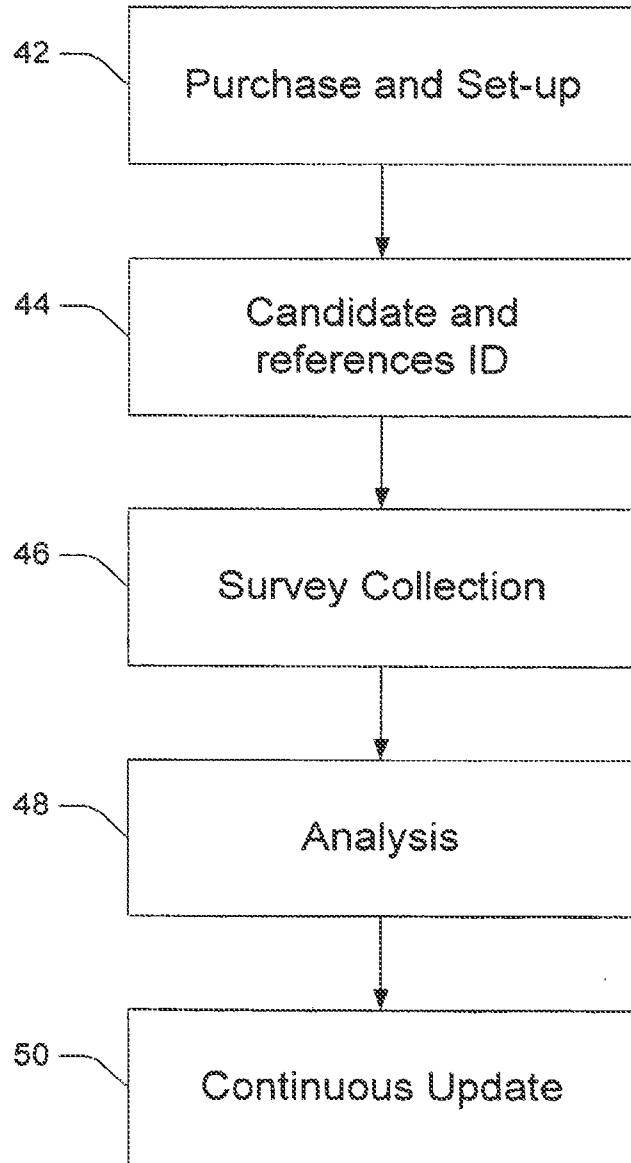 42
Purchase and Set-up
44
Candidate and
references ID
46
Survey Collection
48
Analysis
50
Continuous Update